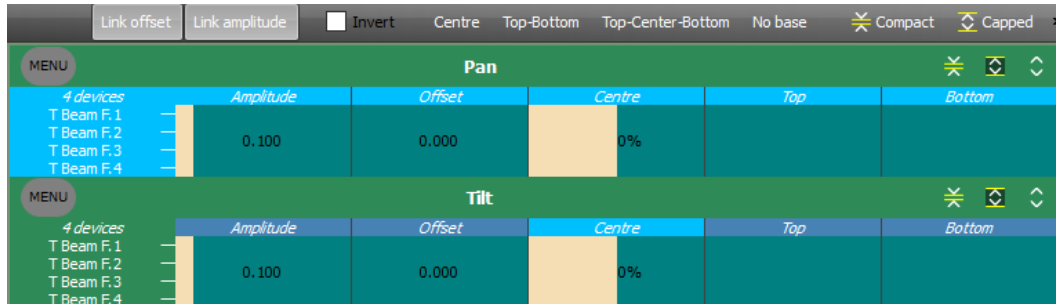 Link offset Link amplitude Invert Centre Top-Bottom Top-Center-Bottom No base Compact Capped
MENU Pan
4 devices Amplitude Offset Centre Top Bottom
T Beam F.1
T Beam F.2
T Beam F.3
T Beam F.4
0.100 0.000 0%
MENU Tilt
4 devices Amplitude Offset Centre Top Bottom
T Beam F.1
T Beam F.2
T Beam F.3
T Beam F.4
0.100 0.000 0%